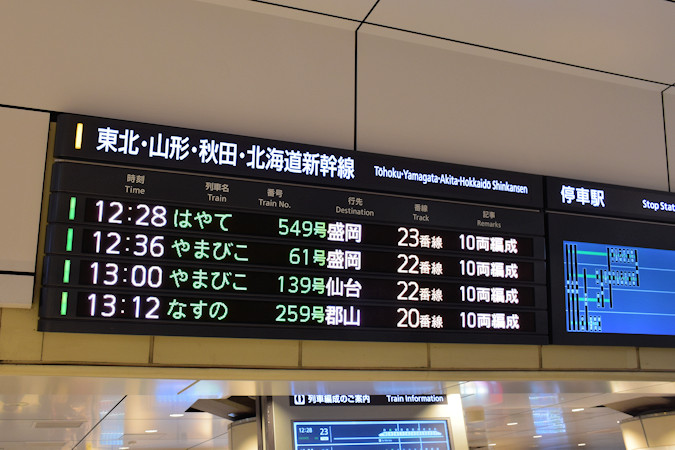 東北・山形・秋田・北海道新幹線 Tōhoku·Yamagata·Akita·Hokkaidō Shinkansen
時刻 列車名 番号 行先 番線 記事
Time Train Train No. Destination Track Remarks
12:28 はやて 549号 盛岡 23番線 10両編成
12:36 やまびこ 61号 盛岡 22番線 10両編成
13:00 やまびこ 139号 仙台 22番線 10両編成
13:12 なすの 259号 郡山 20番線 10両編成
停車駅 Stop Stat
列車編成のご案内 Train Information
12:28 23